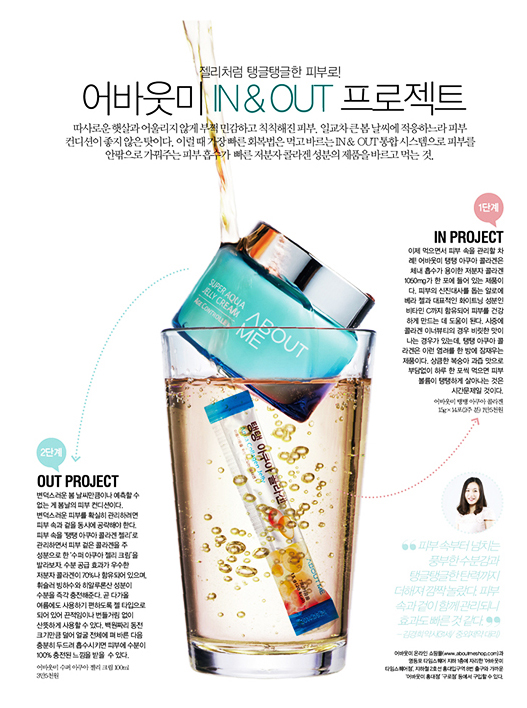 젤리처럼 탱글탱글한 피부로!
어바웃미 IN & OUT 프로젝트
따사로운 햇살과 어울리지 않게 부쩍 민감하고 칙칙해진 피부. 일교차 큰 봄 날씨에 적응하느라 피부
컨디션이 좋지 않은 탓이다. 이럴 때 가장 빠른 회복법은 먹고 바르는 IN & OUT 통합 시스템으로 피부를
안팎으로 가꿔주는 피부 흡수가 빠른 저분자 콜라겐 성분의 제품을 바르고 먹는 것.
1단계
IN PROJECT
이제 먹으면서 피부 속을 관리할 차
례! 어바웃미 탱탱 아쿠아 콜라겐은
체내 흡수가 용이한 저분자 콜라겐
1050mg가 한 포에 들어 있는 제품이
다. 피부의 신진대사를 돕는 알로에
베라 젤과 대표적인 화이트닝 성분인
비타민 C까지 함유되어 피부를 건강
하게 만드는 데 도움이 된다. 시중에
콜라겐 이너뷰티의 경우 비릿한 맛이
나는 경우가 있는데, 탱탱 아쿠아 콜
라겐은 이런 염려를 한 방에 잠재우는
제품이다. 상큼한 복숭아 과즙 맛으로
부담없이 하루 한 포씩 먹으면 피부
볼륨이 탱탱하게 살아나는 것은
시간문제일 것이다.
어바웃미 탱탱 아쿠아 콜라겐
15g×14포(2주 분) 1만5천원
SUPER AQUA
JELLY CREAM
AGE CONTROLLER
ABOUT
ME
탱탱 아쿠아 콜라겐
2단계
OUT PROJECT
변덕스러운 봄 날씨만큼이나 예측할 수
없는 게 봄날의 피부 컨디션이다.
변덕스러운 피부를 확실히 관리하려면
피부 속과 겉을 동시에 공략해야 한다.
피부 속을 '탱탱 아쿠아 콜라겐 젤리'로
관리하면서 피부 겉은 콜라겐을 주
성분으로 한 '수퍼 아쿠아 젤리 크림'을
발라보자. 수분 공급 효과가 우수한
저분자 콜라겐이 70%나 함유되어 있으며,
휘슬러 빙하수와 히알루론산 성분이
수분을 즉각 충전해준다. 곧 다가올
여름에도 사용하기 편하도록 젤 타입으로
되어 있어 끈적임이나 번들거림 없이
산뜻하게 사용할 수 있다. 백원짜리 동전
크기만큼 덜어 얼굴 전체에 펴 바른 다음
충분히 두드려 흡수시키면 피부에 수분이
100% 충전된 느낌을 받을 수 있다.
어바웃미 수퍼 아쿠아 젤리 크림 100ml
3만5천원
피부 속부터 넘치는
풍부한 수분감과
탱글탱글한 탄력까지
더해져 깜짝 놀랐다. 피부
속과 겉이 함께 관리되니
효과도 빠른 것 같다.
어바웃미 온라인 쇼핑몰(www.aboutmeshop.com)과
영등포 타임스퀘어 지하 1층에 자리한 '어바웃미
타임스퀘어점', 지하철 2호선 홍대입구역 8번 출구와 가까운
'어바웃미 홍대점' '구로점' 등에서 구입할 수 있다.